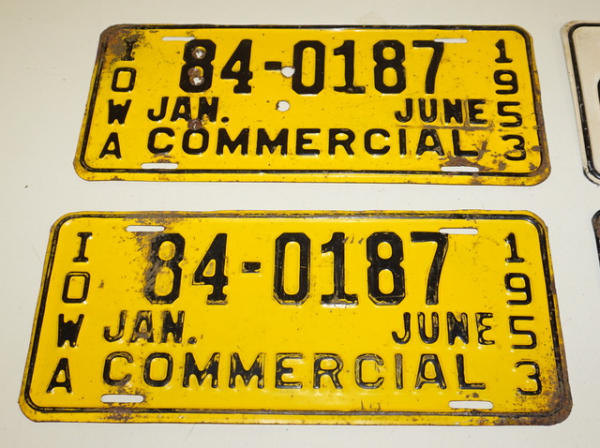 IOWA
84-0187
JAN. JUNE
COMMERCIAL
1953
IOWA
84-0187
JAN. JUNE
COMMERCIAL
1953